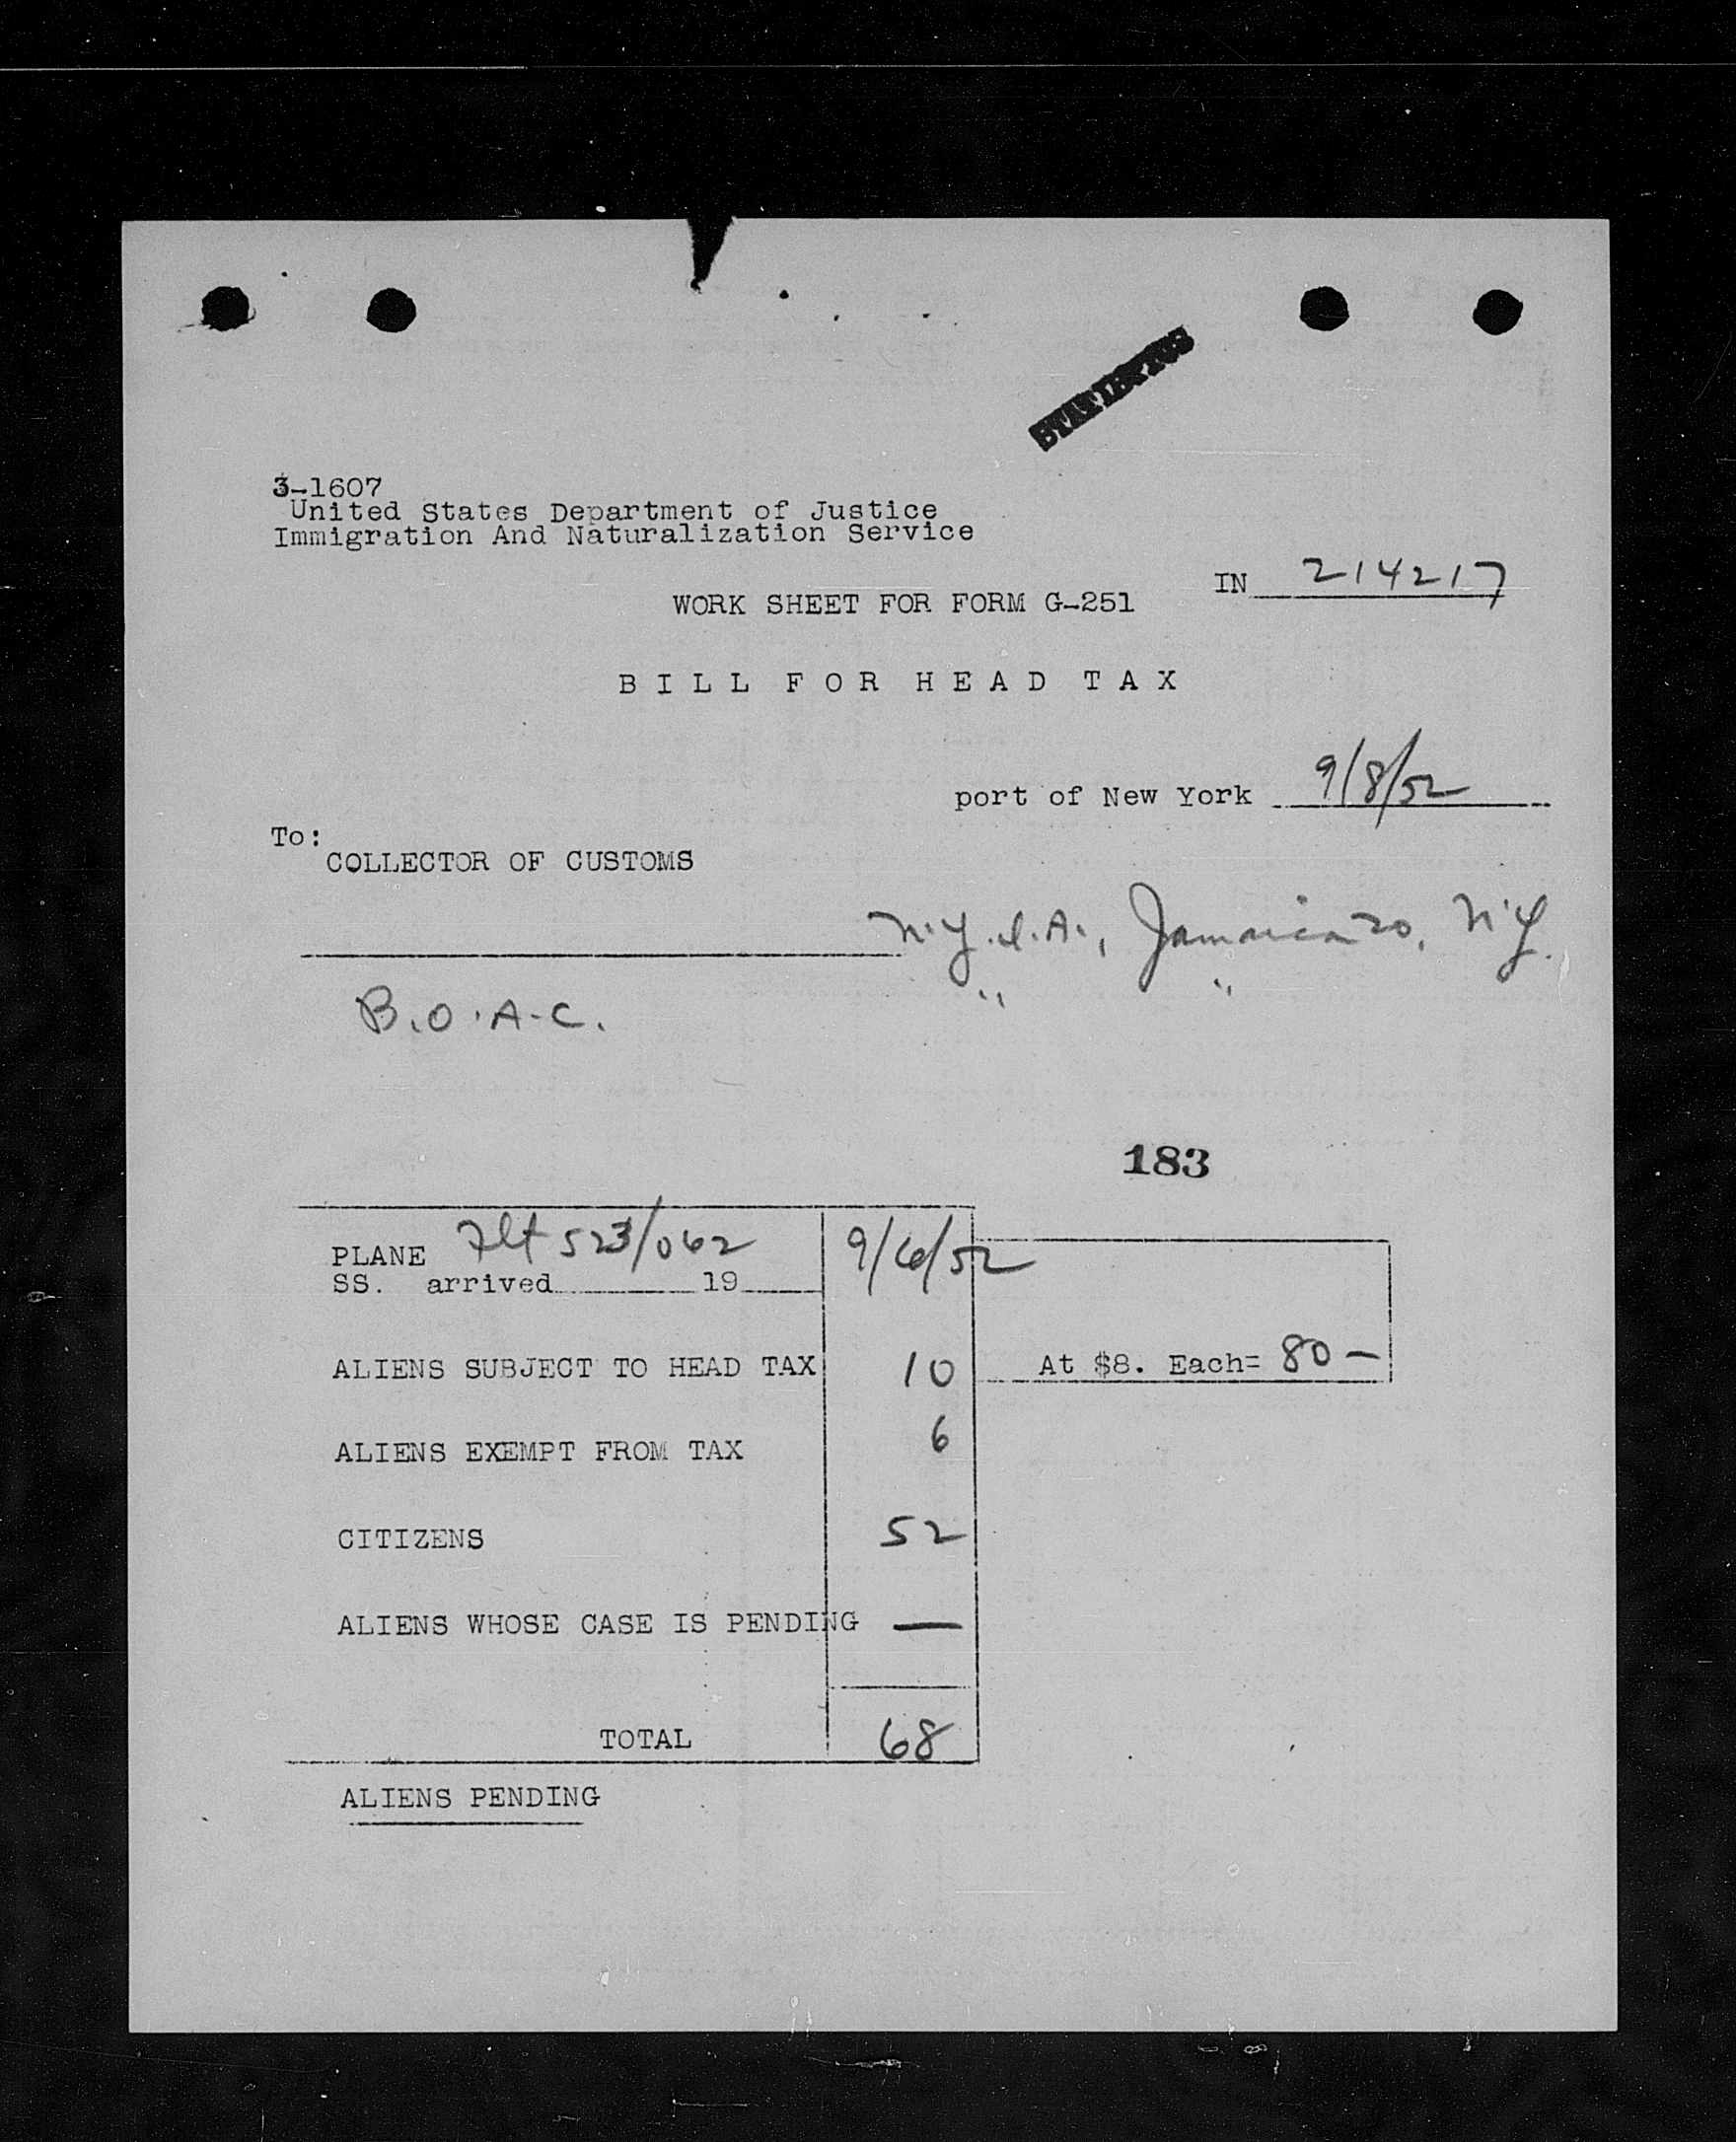 STATISTICS
3-1607
United States Department of Justice
Immigration And Naturalization Service
IN 214217
WORK SHEET FOR FORM G-251
BILL FOR HEAD TAX
port of New York 9/8/52
To:
COLLECTOR OF CUSTOMS
N.Y.I.A., Jamaica 20, N.Y.
" "
B.O.A.C.
183
PLANE Flt 523/062 9/6/52
SS. arrived 19
ALIENS SUBJECT TO HEAD TAX 10 At $8. Each= 80 —
ALIENS EXEMPT FROM TAX 6
CITIZENS 52
ALIENS WHOSE CASE IS PENDING —
TOTAL 68
ALIENS PENDING